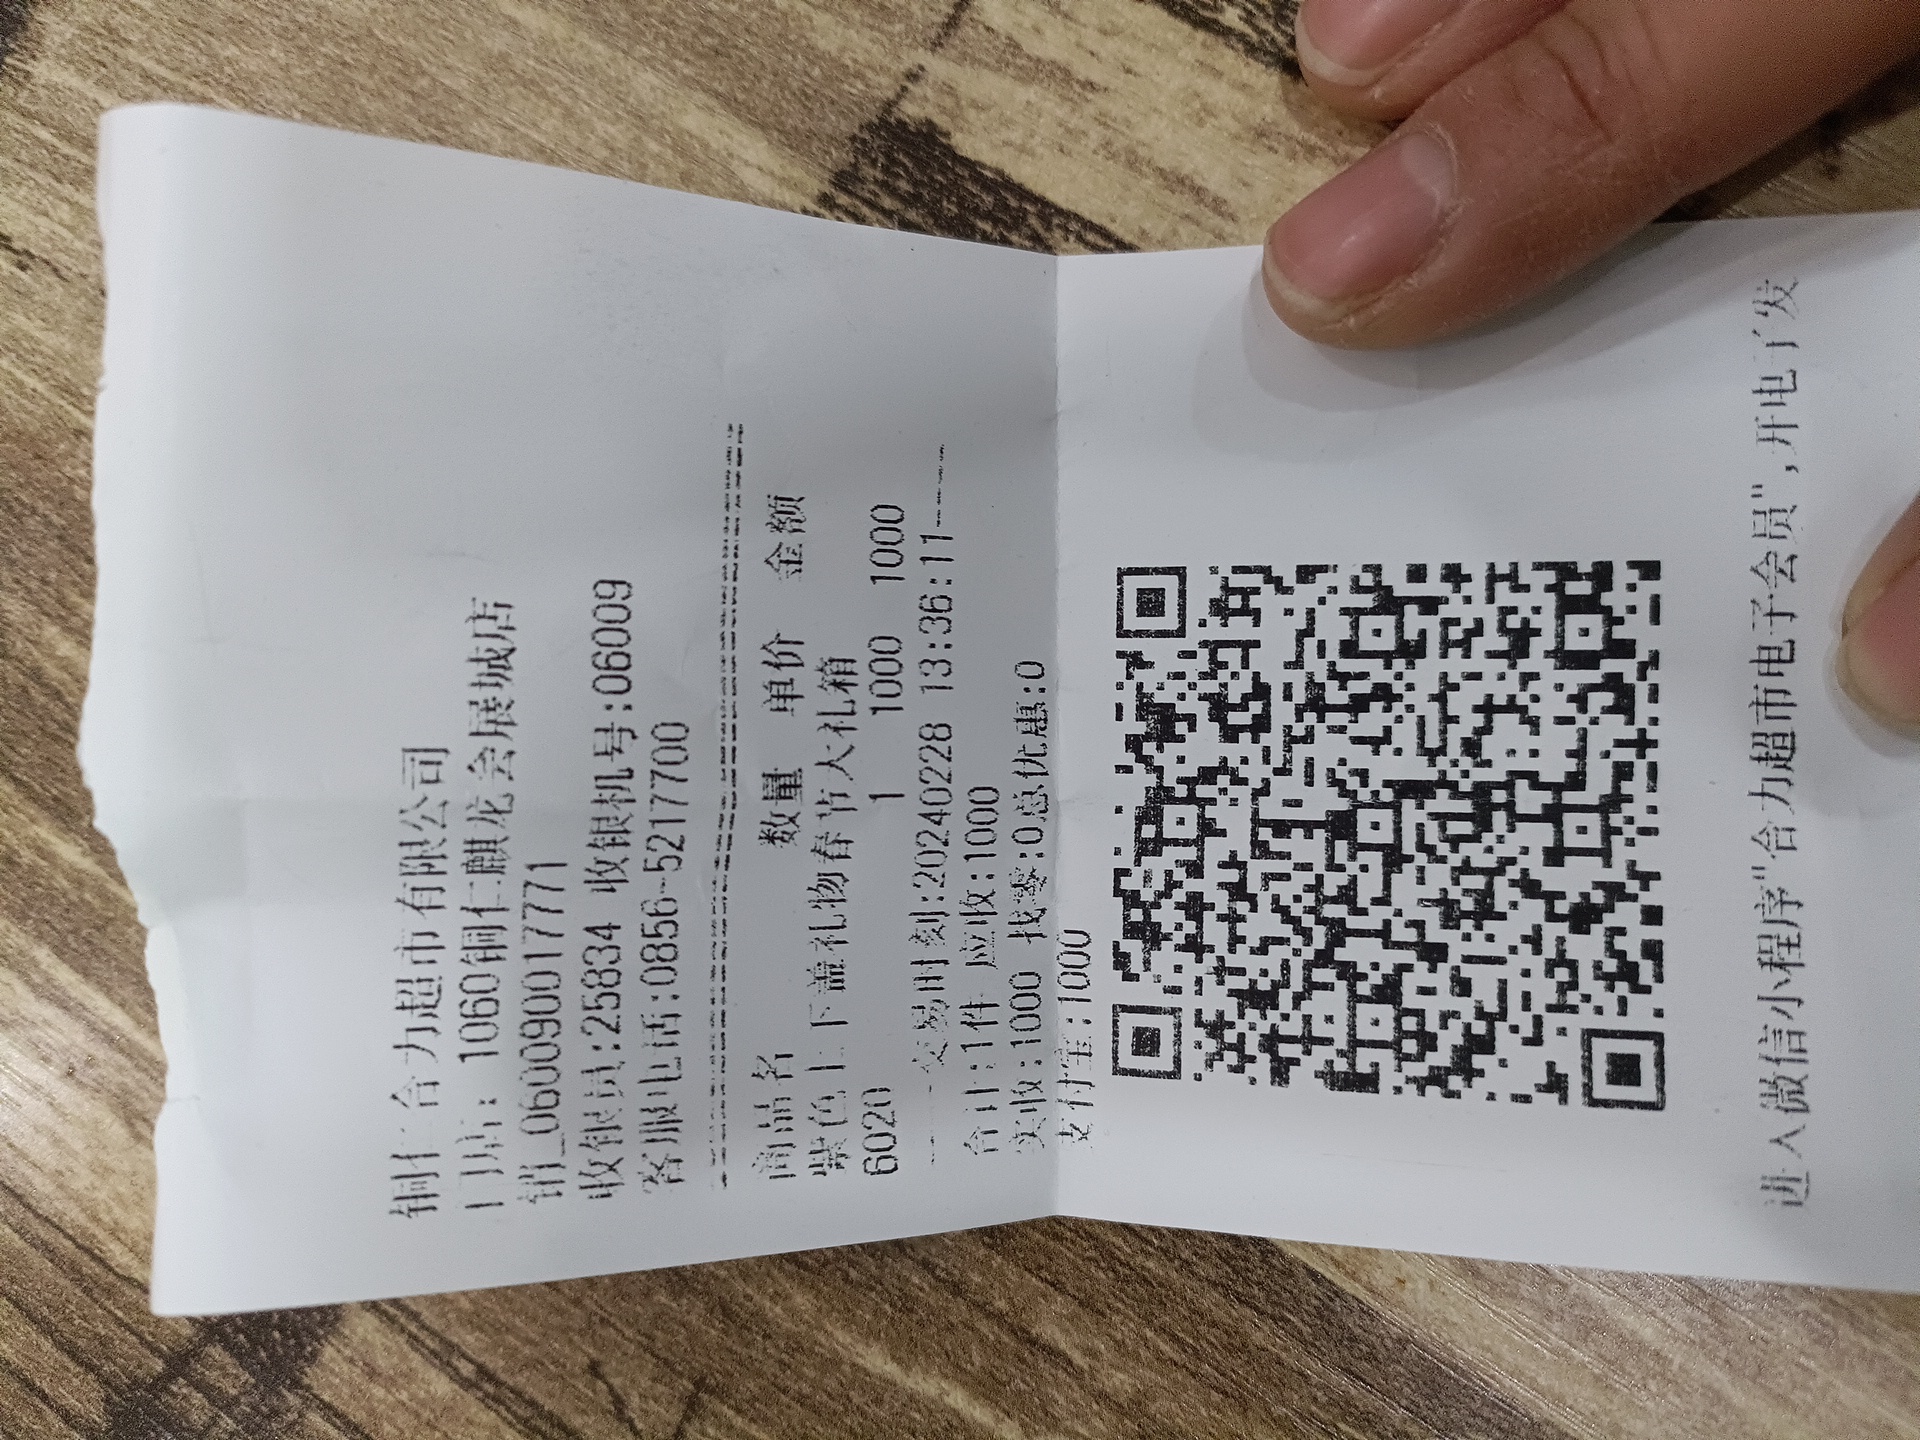 铜仁合力超市有限公司
门店: 1060铜仁麒龙会展城店
销_060090017771
收银员:25834 收银机号:06009
客服电话:0856-5217700
商品名 数量 单价 金额
紫色上下盖礼物春节大礼箱
6020 1 1000 1000
交易时刻:20240228 13:36:11
合计:1件 应收:1000
实收:1000 找零:0总优惠:0
支付宝:1000
进入微信小程序"合力超市电子会员",开电子发